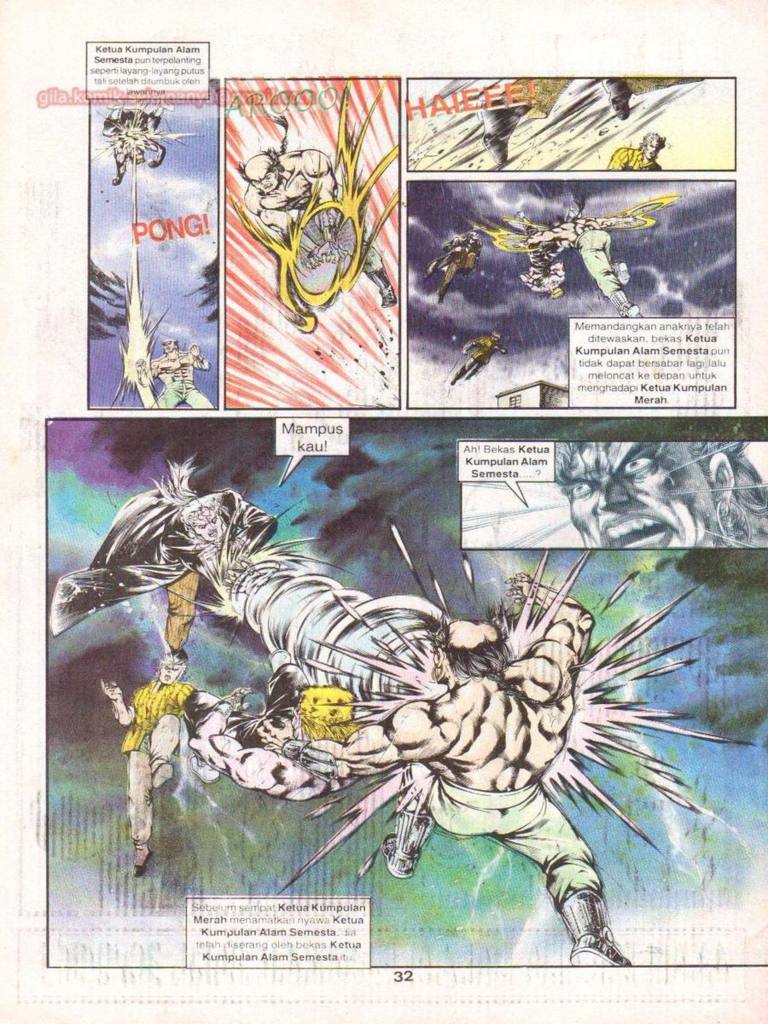 Ketua Kumpulan Alam
Semesta pun terpelanting
seperti layang-layang putus
tali setelah ditumbuk oleh
lawannya.
PONG!
AROOOO!
HAIEEE!
Memandangkan anaknya telah
ditewaskan, bekas Ketua
Kumpulan Alam Semesta pun
tidak dapat bersabar lagi lalu
meloncat ke depan untuk
menghadapi Ketua Kumpulan
Merah.
Mampus
kau!
Ah! Bekas Ketua
Kumpulan Alam
Semesta.....?
Sebelum sempat Ketua Kumpulan
Merah menamatkan nyawa Ketua
Kumpulan Alam Semesta, dia
telah diserang oleh bekas Ketua
Kumpulan Alam Semesta itu.
32